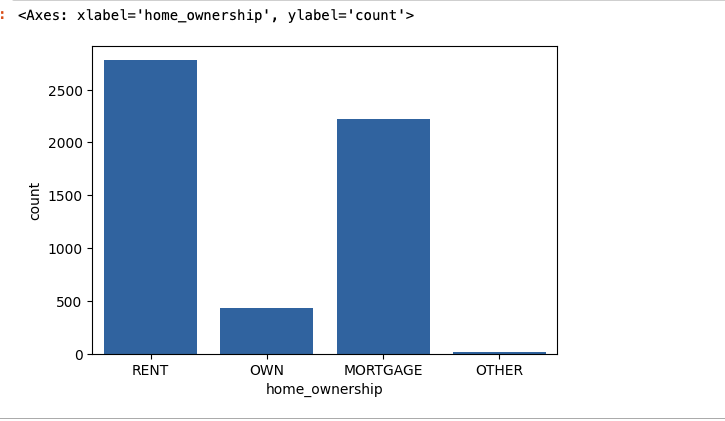 : <Axes: xlabel='home_ownership', ylabel='count'>
2500
2000
1500
1000
500
0
count
RENT OWN MORTGAGE OTHER
home_ownership